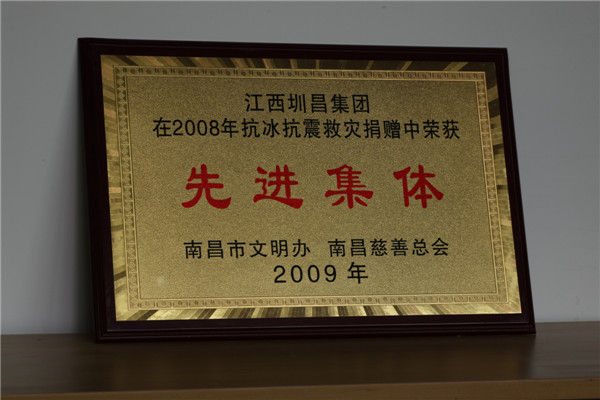 江西圳昌集团
在2008年抗冰抗震救灾捐赠中荣获
先进集体
南昌市文明办 南昌慈善总会
2009年